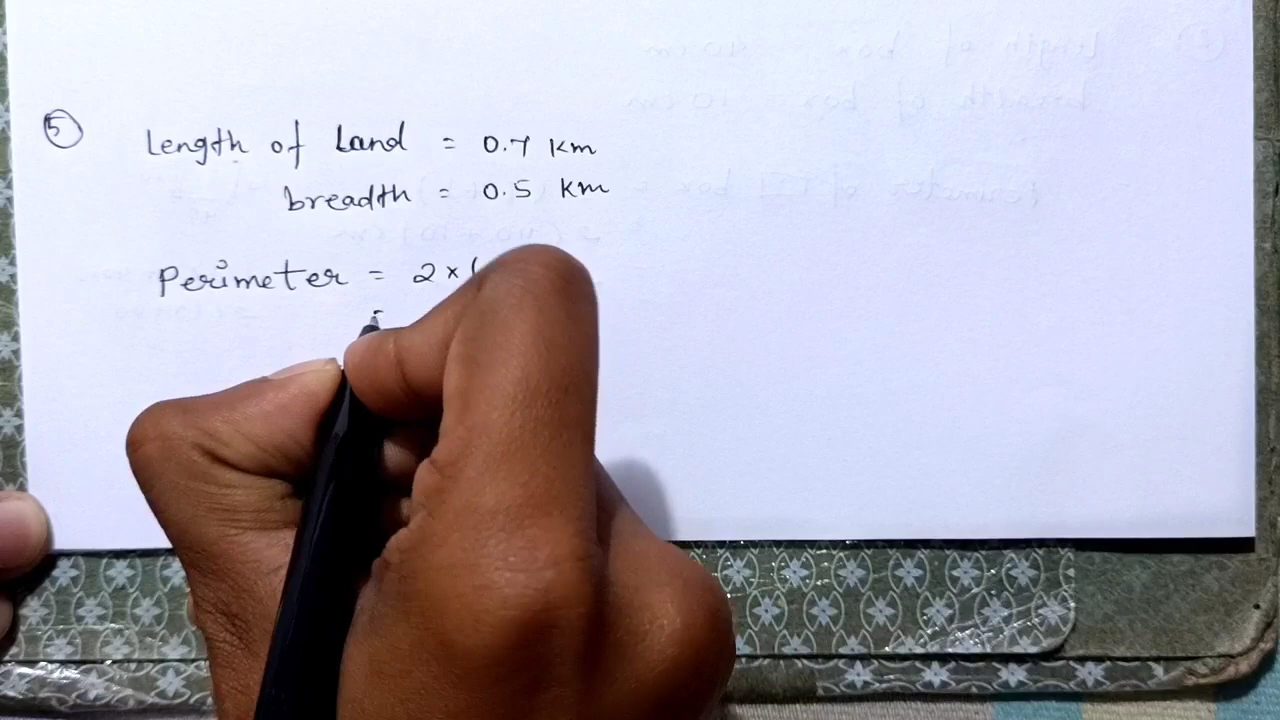 5
Length of Land = 0.7 Km
breadth = 0.5 Km
Perimeter = 2 × (
=